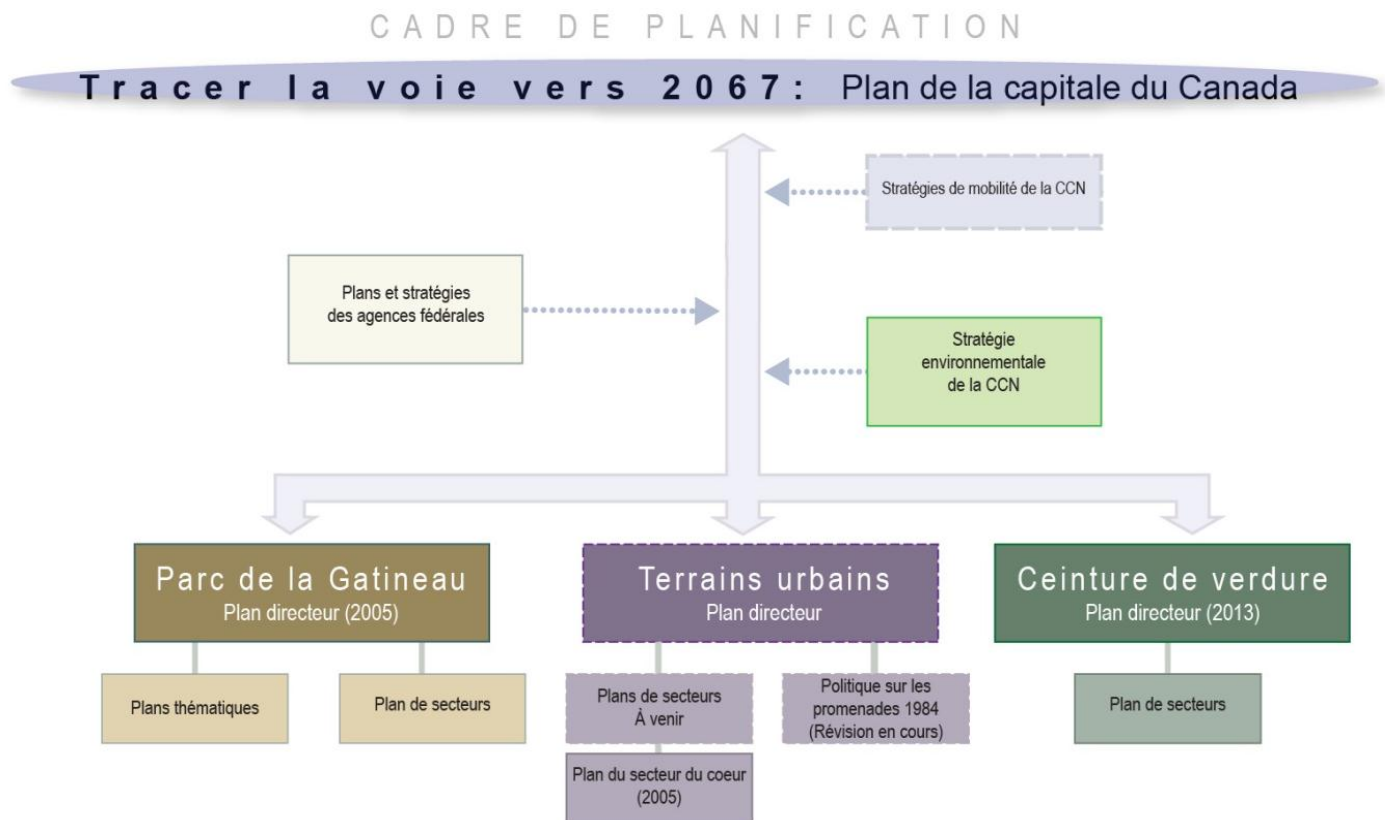 CADRE DE PLANIFICATION
Tracer la voie vers 2067: Plan de la capitale du Canada
Stratégies de mobilité de la CCN
Plans et stratégies
des agences fédérales
Stratégie
environnementale
de la CCN
Parc de la Gatineau
Plan directeur (2005)
Terrains urbains
Plan directeur
Ceinture de verdure
Plan directeur (2013)
Plans thématiques
Plan de secteurs
Plans de secteurs
À venir
Politique sur les
promenades 1984
(Révision en cours)
Plan de secteurs
Plan du secteur du coeur
(2005)